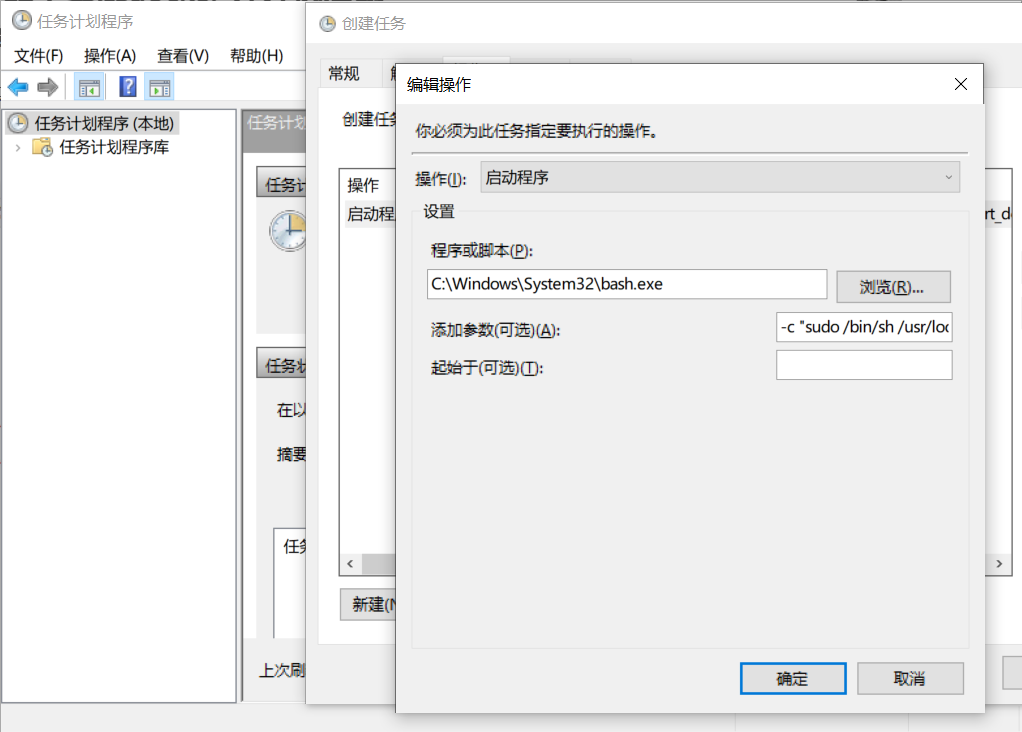 任务计划程序
文件(F) 操作(A) 查看(V) 帮助(H)
任务计划程序 (本地)
任务计划程序库
任务计划
任务计
任务状
在以
摘要
任务
上次刷
创建任务
常规
创建任务
操作
启动程
rt_d
新建(N
编辑操作
你必须为此任务指定要执行的操作。
操作(I): 启动程序
设置
程序或脚本(P):
C:\Windows\System32\bash.exe 浏览(R)...
添加参数(可选)(A): -c "sudo /bin/sh /usr/loc
起始于(可选)(T):
确定 取消